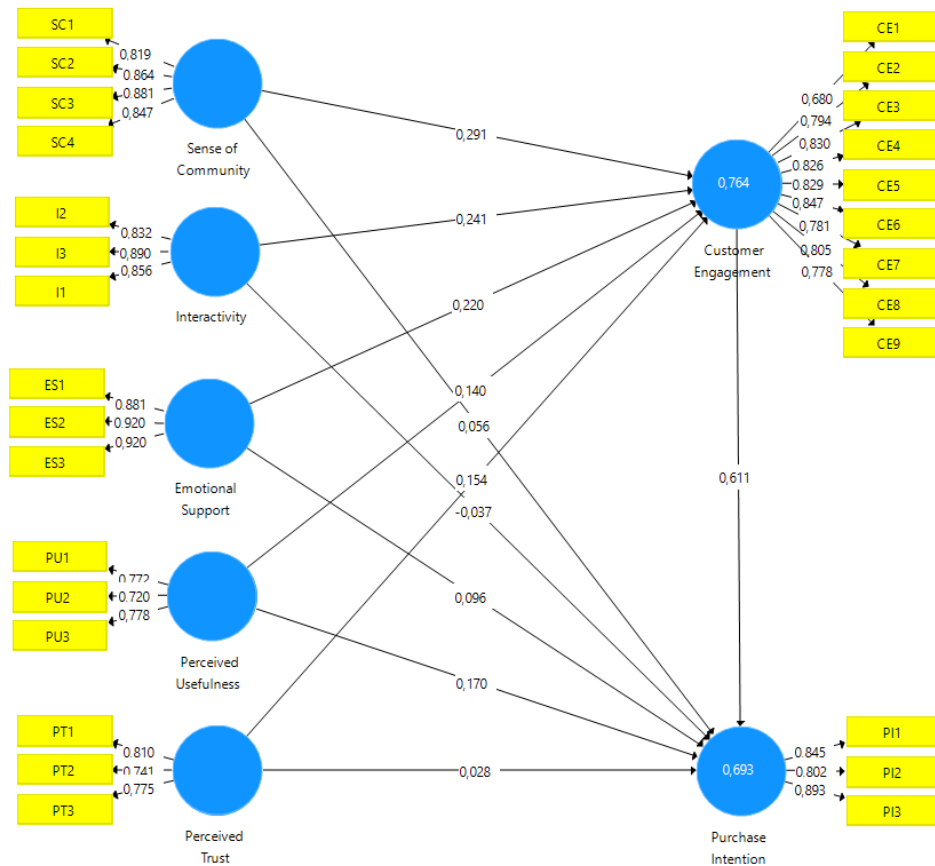 SC1
0,819
SC2
0.864
SC3
0.881
SC4
0,847
Sense of
Community
I2
0,832
I3
0,890
I1
0,856
Interactivity
ES1
0.881
ES2
0.920
ES3
0,920
Emotional
Support
PU1
0.772
PU2
0.720
PU3
0,778
Perceived
Usefulness
PT1
0.810
PT2
0.741
PT3
0,775
Perceived
Trust
0,291
0,241
0,220
0,140
0,056
0,154
-0,037
0,096
0,170
0,028
0,611
0,764
Customer
Engagement
CE1
0,680
CE2
0,794
CE3
0,830
CE4
0.826
CE5
0.829
CE6
0,847
CE7
0,781
CE8
0,805
CE9
0,778
0,693
Purchase
Intention
PI1
0.845
PI2
0.802
PI3
0,893